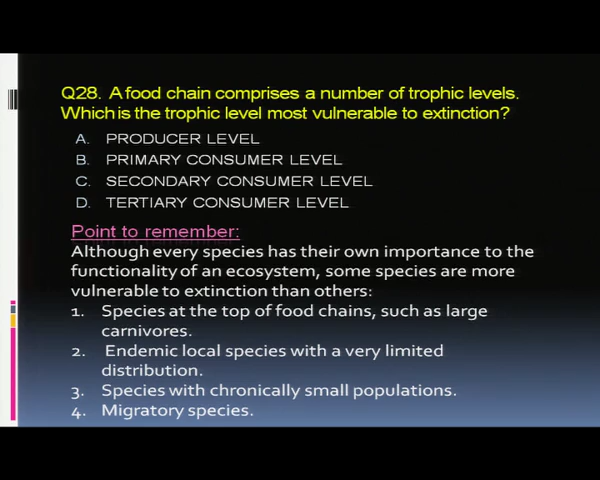 Q28. A food chain comprises a number of trophic levels.
Which is the trophic level most vulnerable to extinction?
A. PRODUCER LEVEL
B. PRIMARY CONSUMER LEVEL
C. SECONDARY CONSUMER LEVEL
D. TERTIARY CONSUMER LEVEL
Point to remember:
Although every species has their own importance to the
functionality of an ecosystem, some species are more
vulnerable to extinction than others:
1. Species at the top of food chains, such as large
carnivores.
2. Endemic local species with a very limited
distribution.
3. Species with chronically small populations.
4. Migratory species.